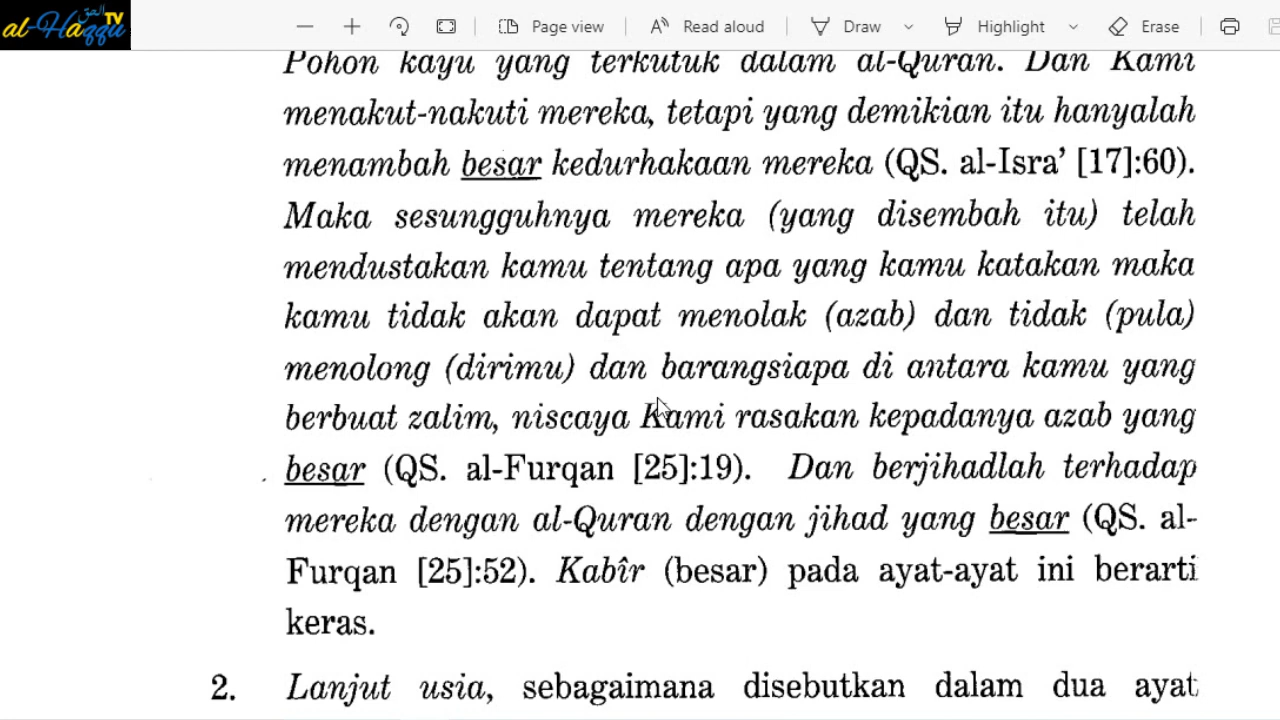 الحق
al-Haqqu TV
Page view
Read aloud
Draw
Highlight
Erase
Pohon kayu yang terkutuk dalam al-Quran. Dan Kami
menakut-nakuti mereka, tetapi yang demikian itu hanyalah
menambah besar kedurhakaan mereka (QS. al-Isra’ [17]:60).
Maka sesungguhnya mereka (yang disembah itu) telah
mendustakan kamu tentang apa yang kamu katakan maka
kamu tidak akan dapat menolak (azab) dan tidak (pula)
menolong (dirimu) dan barangsiapa di antara kamu yang
berbuat zalim, niscaya Kami rasakan kepadanya azab yang
besar (QS. al-Furqan [25]:19). Dan berjihadlah terhadap
mereka dengan al-Quran dengan jihad yang besar (QS. al-
Furqan [25]:52). Kabîr (besar) pada ayat-ayat ini berarti
keras.
2. Lanjut usia, sebagaimana disebutkan dalam dua ayat